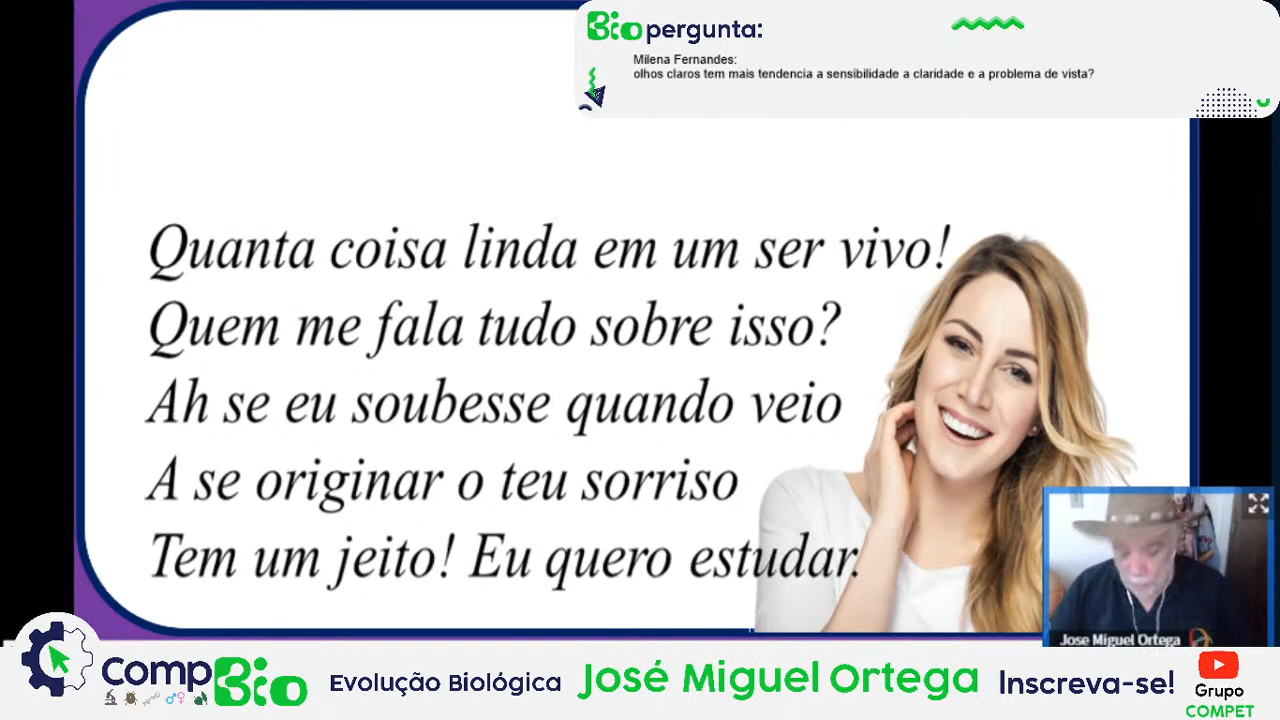 Bio pergunta:
Milena Fernandes:
olhos claros tem mais tendencia a sensibilidade a claridade e a problema de vista?
Quanta coisa linda em um ser vivo!
Quem me fala tudo sobre isso?
Ah se eu soubesse quando veio
A se originar o teu sorriso
Tem um jeito! Eu quero estudar.
Jose Miguel Ortega
comp Bio
Evolução Biológica
José Miguel Ortega
Inscreva-se!
Grupo
COMPET